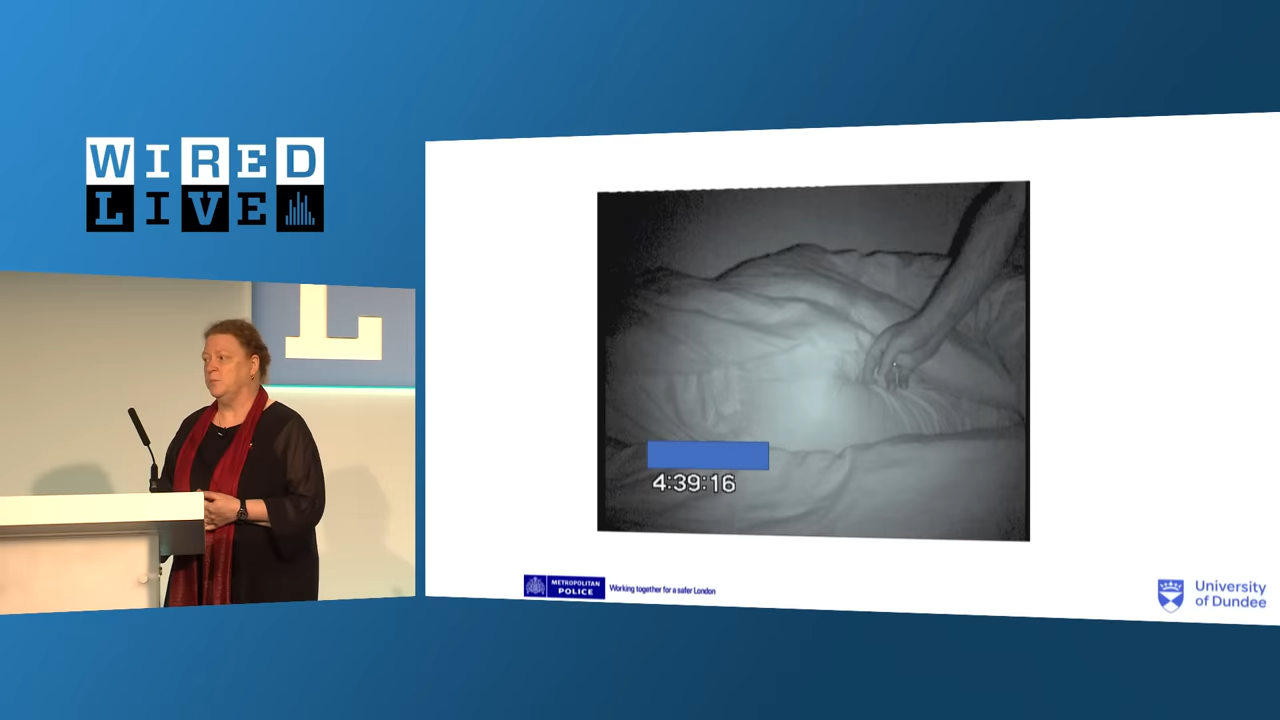 WIRED
LIVE
L
4:39:16
METROPOLITAN
POLICE
Working together for a safer London
University
of Dundee